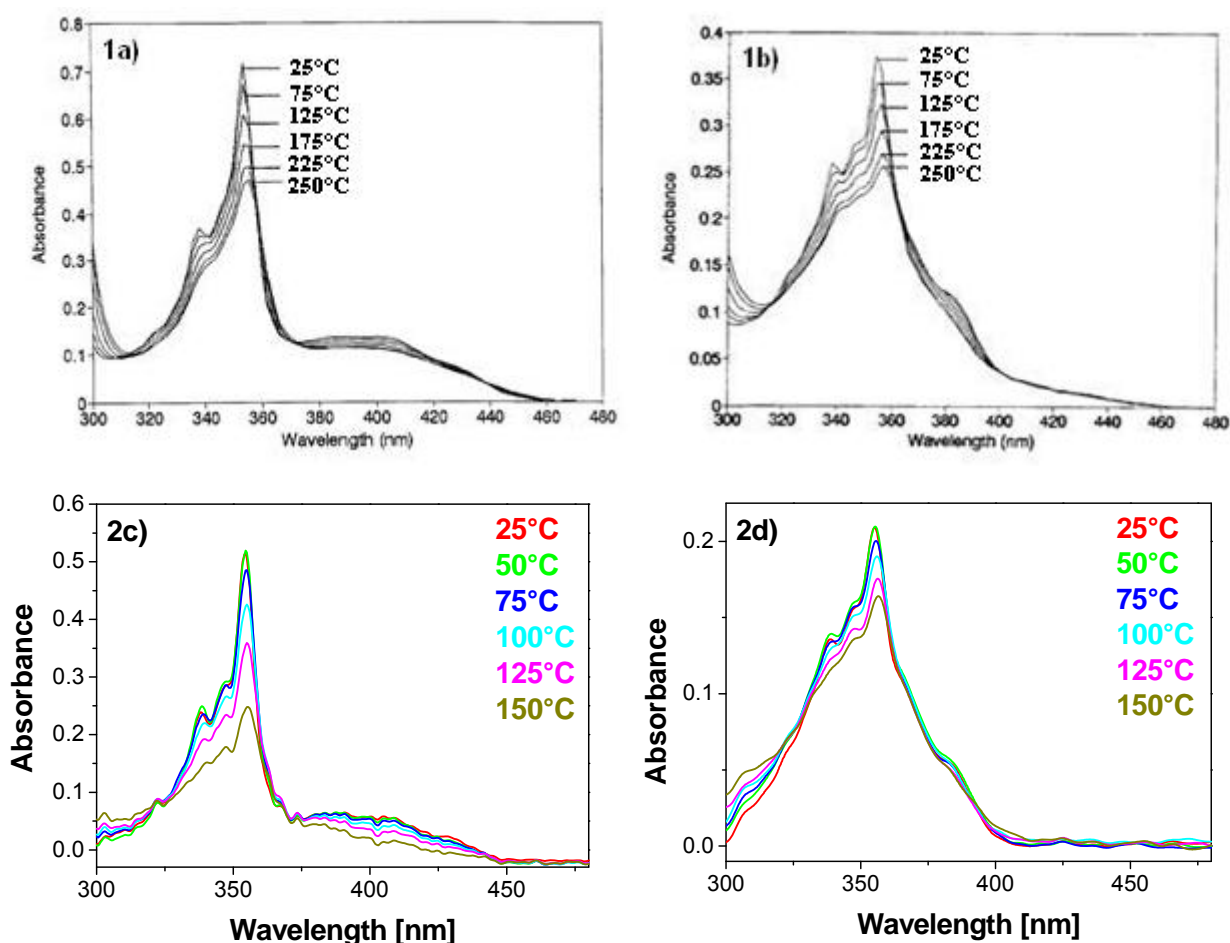 1a)
25°C
75°C
125°C
175°C
225°C
250°C
Absorbance
0.8
0.7
0.6
0.5
0.4
0.3
0.2
0.1
0
300 320 340 360 380 400 420 440 460 480
Wavelength (nm)
1b)
25°C
75°C
125°C
175°C
225°C
250°C
Absorbance
0.4
0.35
0.3
0.25
0.2
0.15
0.1
0.05
0
300 320 340 360 380 400 420 440 460 480
Wavelength (nm)
2c)
25°C
50°C
75°C
100°C
125°C
150°C
Absorbance
0.6
0.5
0.4
0.3
0.2
0.1
0.0
300 350 400 450
Wavelength [nm]
2d)
25°C
50°C
75°C
100°C
125°C
150°C
Absorbance
0.2
0.1
0.0
300 350 400 450
Wavelength [nm]